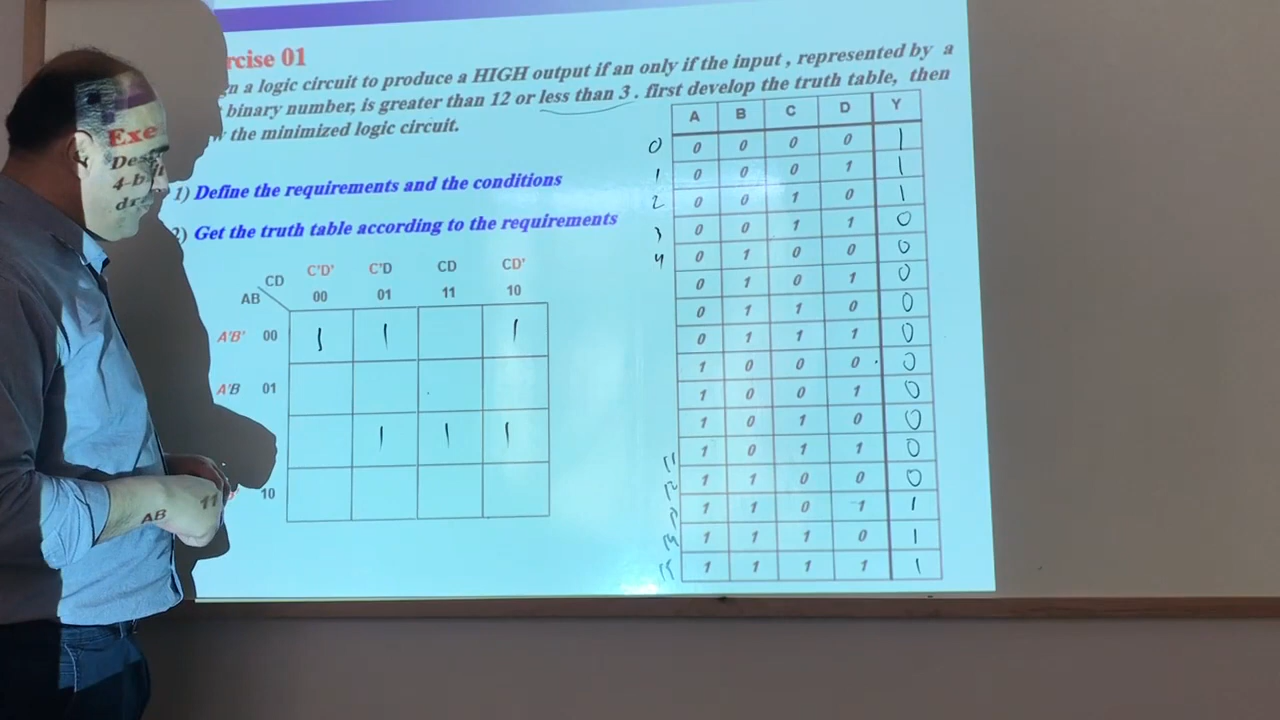 rcise 01
n a logic circuit to produce a HIGH output if an only if the input , represented by a
binary number, is greater than 12 or less than 3 . first develop the truth table, then
the minimized logic circuit.
Exe
Des
4-b
dr
1) Define the requirements and the conditions
2) Get the truth table according to the requirements
C'D' C'D CD CD'
CD
AB 00 01 11 10
A'B' 00 1 1 1
A'B 01
1 1 1
10
AB 11
A B C D Y
0 0 0 0 0 1
1 0 0 0 1 1
2 0 0 1 0 1
3 0 0 1 1 0
4 0 1 0 0 0
0 1 0 1 0
0 1 1 0 0
0 1 1 1 0
1 0 0 0 0
1 0 0 1 0
1 0 1 0 0
11 1 0 1 1 0
12 1 1 0 0 0
1 1 0 1 1
1 1 1 0 1
15 1 1 1 1 1